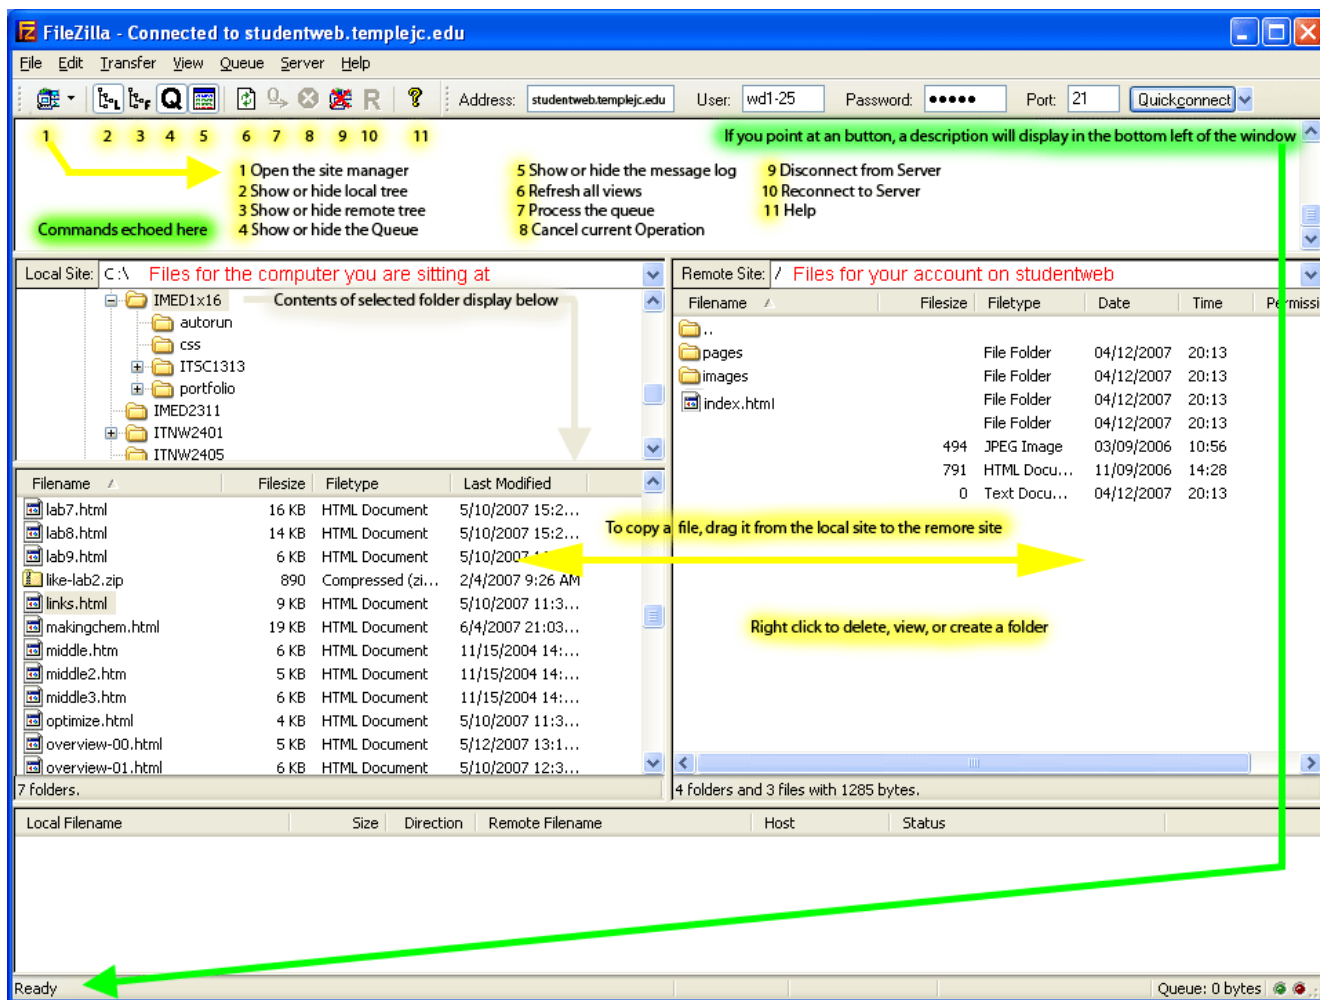 FileZilla - Connected to studentweb.templejc.edu
File Edit Transfer View Queue Server Help
L F Q R ? Address: studentweb.templejc.edu User: wd1-25 Password: ●●●●● Port: 21 Quickconnect
1 2 3 4 5 6 7 8 9 10 11 If you point at an button, a description will display in the bottom left of the window
1 Open the site manager 5 Show or hide the message log 9 Disconnect from Server
2 Show or hide local tree 6 Refresh all views 10 Reconnect to Server
3 Show or hide remote tree 7 Process the queue 11 Help
Commands echoed here 4 Show or hide the Queue 8 Cancel current Operation
Local Site: C:\ Files for the computer you are sitting at
IMED1x16 Contents of selected folder display below
autorun
css
ITSC1313
portfolio
IMED2311
ITNW2401
ITNW2405
Filename Filesize Filetype Last Modified
lab7.html 16 KB HTML Document 5/10/2007 15:2...
lab8.html 14 KB HTML Document 5/10/2007 15:2...
lab9.html 6 KB HTML Document 5/10/2007
like-lab2.zip 890 Compressed (zi... 2/4/2007 9:26 AM
links.html 9 KB HTML Document 5/10/2007 11:3...
makingchem.html 19 KB HTML Document 6/4/2007 21:03...
middle.htm 6 KB HTML Document 11/15/2004 14:...
middle2.htm 5 KB HTML Document 11/15/2004 14:...
middle3.htm 6 KB HTML Document 11/15/2004 14:...
optimize.html 4 KB HTML Document 5/10/2007 11:3...
overview-00.html 5 KB HTML Document 5/12/2007 13:1...
overview-01.html 6 KB HTML Document 5/10/2007 12:3...
7 folders.
Remote Site: / Files for your account on studentweb
Filename Filesize Filetype Date Time Permissi
..
pages File Folder 04/12/2007 20:13
images File Folder 04/12/2007 20:13
index.html File Folder 04/12/2007 20:13
File Folder 04/12/2007 20:13
494 JPEG Image 03/09/2006 10:56
791 HTML Docu... 11/09/2006 14:28
0 Text Docu... 04/12/2007 20:13
To copy a file, drag it from the local site to the remore site
Right click to delete, view, or create a folder
4 folders and 3 files with 1285 bytes.
Local Filename Size Direction Remote Filename Host Status
Ready Queue: 0 bytes